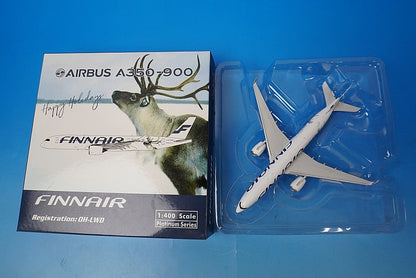 AIRBUS A350-900
Happy Holidays
FINNAIR
FINNAIR
Registration: OH-LWD
1:400 Scale
Platinum Series